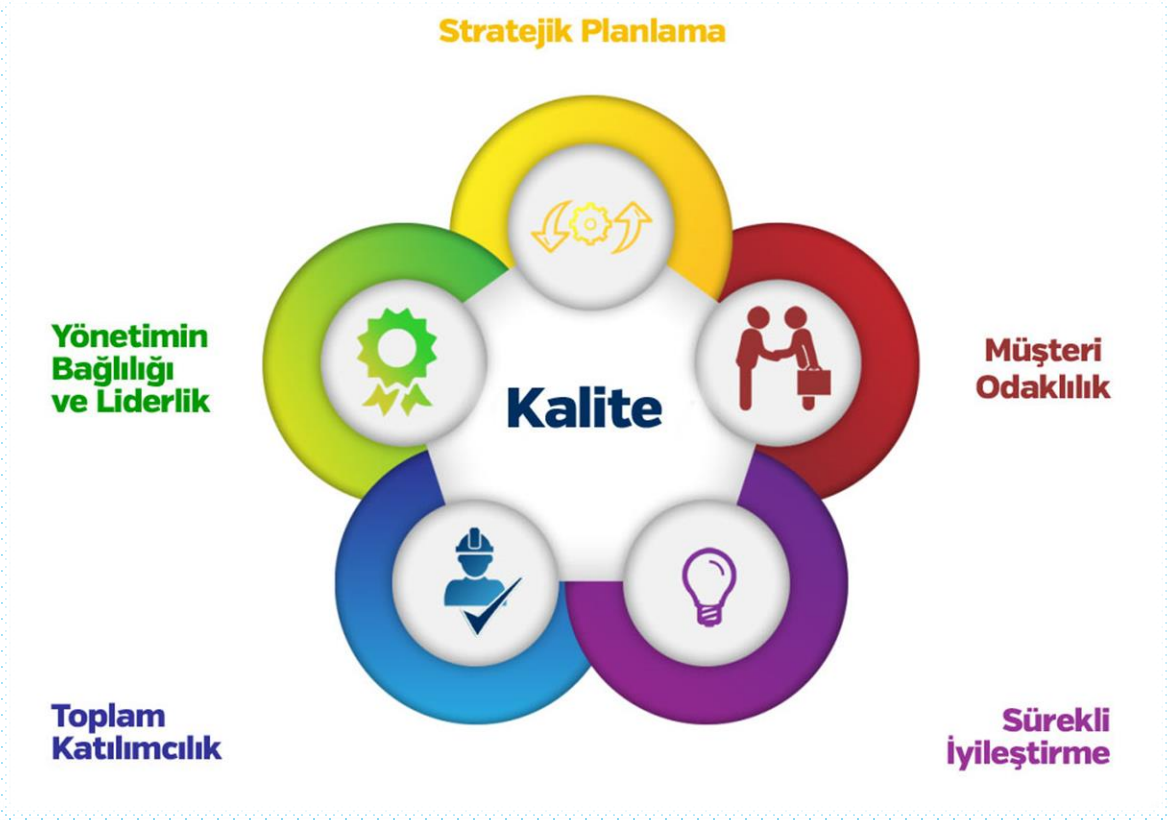 Stratejik Planlama
Yönetimin
Bağlılığı
ve Liderlik
Kalite
Müşteri
Odaklılık
Toplam
Katılımcılık
Sürekli
İyileştirme